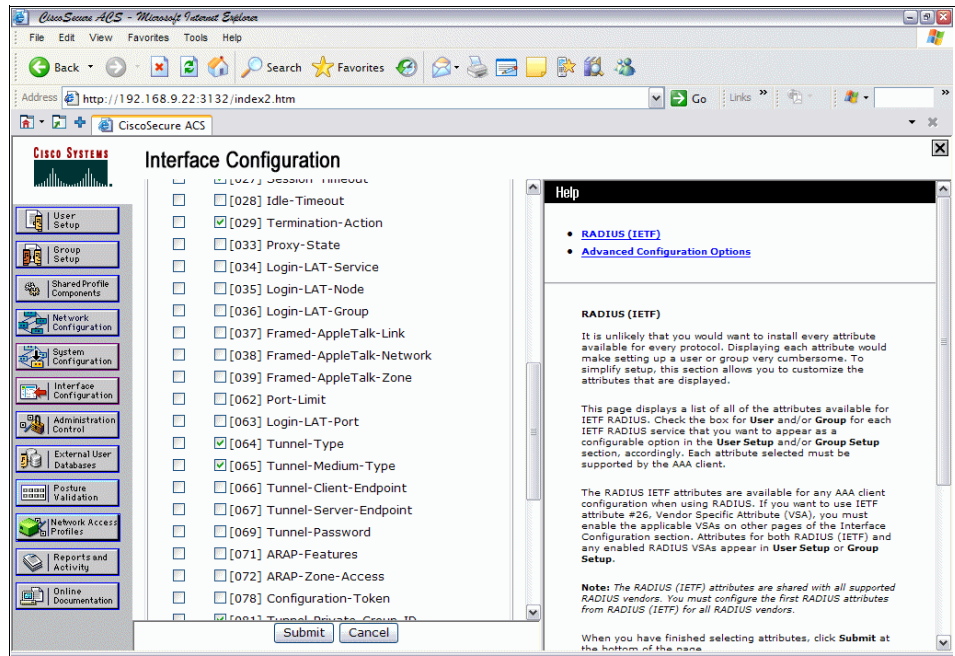 CiscoSecure ACS - Microsoft Internet Explorer
File Edit View Favorites Tools Help
Back Search Favorites
Address http://192.168.9.22:3132/index2.htm Go Links
CiscoSecure ACS
CISCO SYSTEMS
Interface Configuration
User Setup
Group Setup
Shared Profile Components
Network Configuration
System Configuration
Interface Configuration
Administration Control
External User Databases
Posture Validation
Network Access Profiles
Reports and Activity
Online Documentation
[027] Session-Timeout
[028] Idle-Timeout
[029] Termination-Action
[033] Proxy-State
[034] Login-LAT-Service
[035] Login-LAT-Node
[036] Login-LAT-Group
[037] Framed-AppleTalk-Link
[038] Framed-AppleTalk-Network
[039] Framed-AppleTalk-Zone
[062] Port-Limit
[063] Login-LAT-Port
[064] Tunnel-Type
[065] Tunnel-Medium-Type
[066] Tunnel-Client-Endpoint
[067] Tunnel-Server-Endpoint
[069] Tunnel-Password
[071] ARAP-Features
[072] ARAP-Zone-Access
[078] Configuration-Token
[081] Tunnel-Private-Group-ID
Submit Cancel
Help
RADIUS (IETF)
Advanced Configuration Options
RADIUS (IETF)
It is unlikely that you would want to install every attribute
available for every protocol. Displaying each attribute would
make setting up a user or group very cumbersome. To
simplify setup, this section allows you to customize the
attributes that are displayed.
This page displays a list of all of the attributes available for
IETF RADIUS. Check the box for User and/or Group for each
IETF RADIUS service that you want to appear as a
configurable option in the User Setup and/or Group Setup
section, accordingly. Each attribute selected must be
supported by the AAA client.
The RADIUS IETF attributes are available for any AAA client
configuration when using RADIUS. If you want to use IETF
attribute #26, Vendor Specific Attribute (VSA), you must
enable the applicable VSAs on other pages of the Interface
Configuration section. Attributes for both RADIUS (IETF) and
any enabled RADIUS VSAs appear in User Setup or Group
Setup.
Note: The RADIUS (IETF) attributes are shared with all supported
RADIUS vendors. You must configure the first RADIUS attributes
from RADIUS (IETF) for all RADIUS vendors.
When you have finished selecting attributes, click Submit at
the bottom of the page